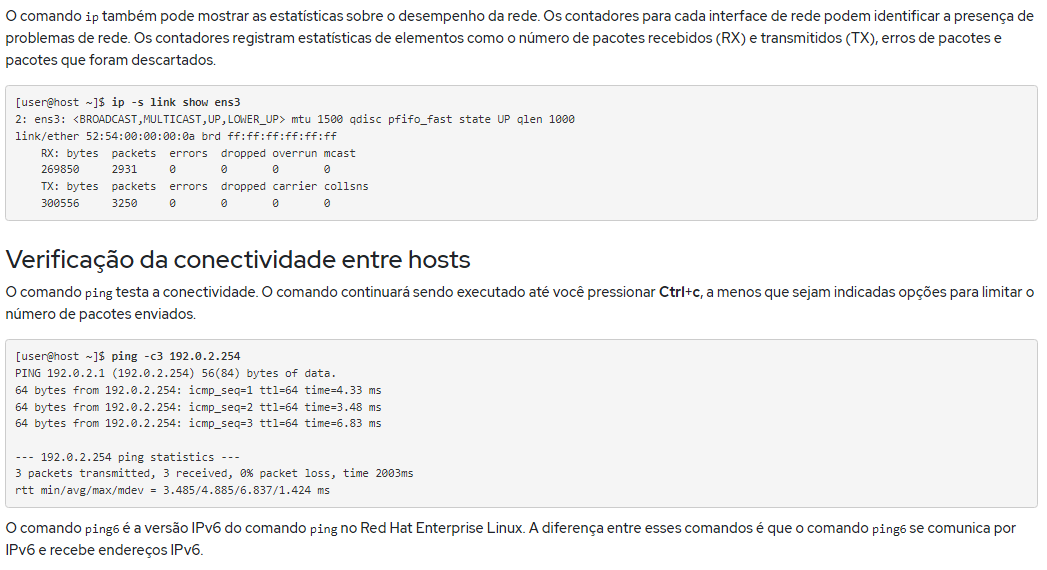 O comando ip também pode mostrar as estatísticas sobre o desempenho da rede. Os contadores para cada interface de rede podem identificar a presença de
problemas de rede. Os contadores registram estatísticas de elementos como o número de pacotes recebidos (RX) e transmitidos (TX), erros de pacotes e
pacotes que foram descartados.
[user@host ~]$ ip -s link show ens3
2: ens3: <BROADCAST,MULTICAST,UP,LOWER_UP> mtu 1500 qdisc pfifo_fast state UP qlen 1000
link/ether 52:54:00:00:00:0a brd ff:ff:ff:ff:ff:ff
RX: bytes packets errors dropped overrun mcast
269850 2931 0 0 0 0
TX: bytes packets errors dropped carrier collsns
300556 3250 0 0 0 0
Verificação da conectividade entre hosts
O comando ping testa a conectividade. O comando continuará sendo executado até você pressionar Ctrl+c, a menos que sejam indicadas opções para limitar o
número de pacotes enviados.
[user@host ~]$ ping -c3 192.0.2.254
PING 192.0.2.1 (192.0.2.254) 56(84) bytes of data.
64 bytes from 192.0.2.254: icmp_seq=1 ttl=64 time=4.33 ms
64 bytes from 192.0.2.254: icmp_seq=2 ttl=64 time=3.48 ms
64 bytes from 192.0.2.254: icmp_seq=3 ttl=64 time=6.83 ms
--- 192.0.2.254 ping statistics ---
3 packets transmitted, 3 received, 0% packet loss, time 2003ms
rtt min/avg/max/mdev = 3.485/4.885/6.837/1.424 ms
O comando ping6 é a versão IPv6 do comando ping no Red Hat Enterprise Linux. A diferença entre esses comandos é que o comando ping6 se comunica por
IPv6 e recebe endereços IPv6.